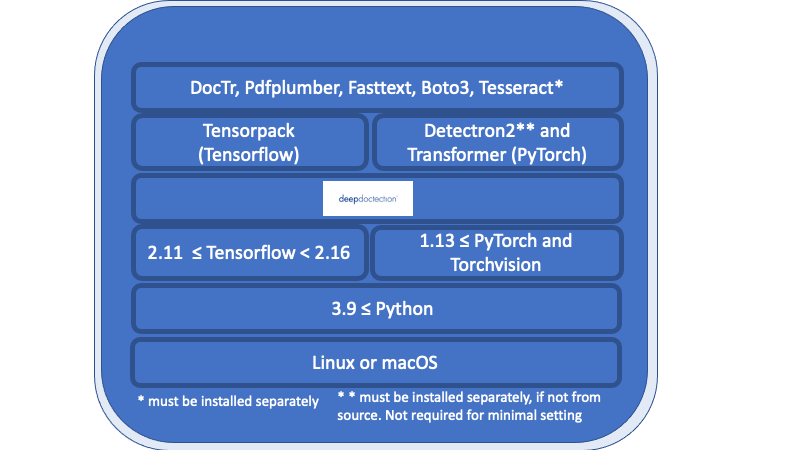 DocTr, Pdfplumber, Fasttext, Boto3, Tesseract*
Tensorpack
(Tensorflow)
Detectron2** and
Transformer (PyTorch)
deepdoctection
2.11 ≤ Tensorflow < 2.16
1.13 ≤ PyTorch and
Torchvision
3.9 ≤ Python
Linux or macOS
* must be installed separately
* * must be installed separately, if not from
source. Not required for minimal setting